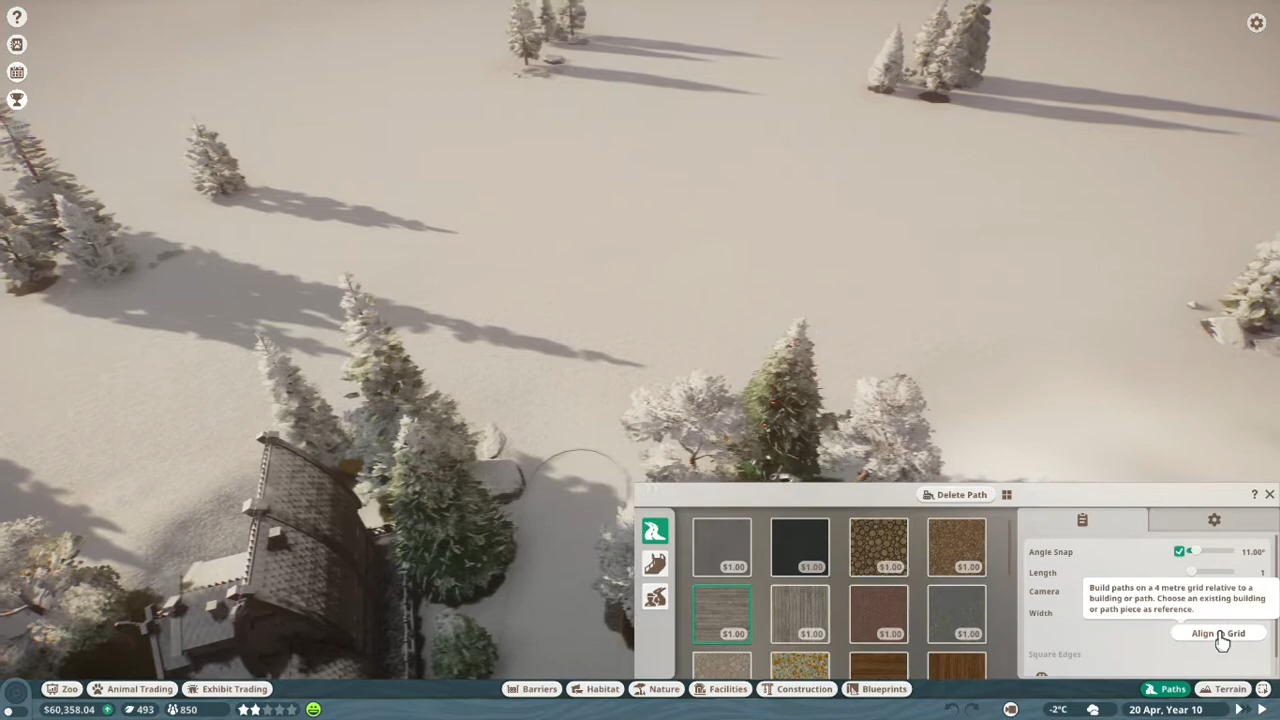 ?
Delete Path
?
$1.00 $1.00 $1.00 $1.00
$1.00 $1.00 $1.00 $1.00
Angle Snap 11.00°
Length 1
Build paths on a 4 metre grid relative to a
building or path. Choose an existing building
or path piece as reference.
Camera
Width
Align Grid
Square Edges
Zoo Animal Trading Exhibit Trading Barriers Habitat Nature Facilities Construction Blueprints Paths Terrain
$60,358.04 493 850 -2°C 20 Apr, Year 10